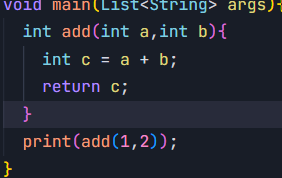 void main(List<String> args){
int add(int a,int b){
int c = a + b;
return c;
}
print(add(1,2));
}